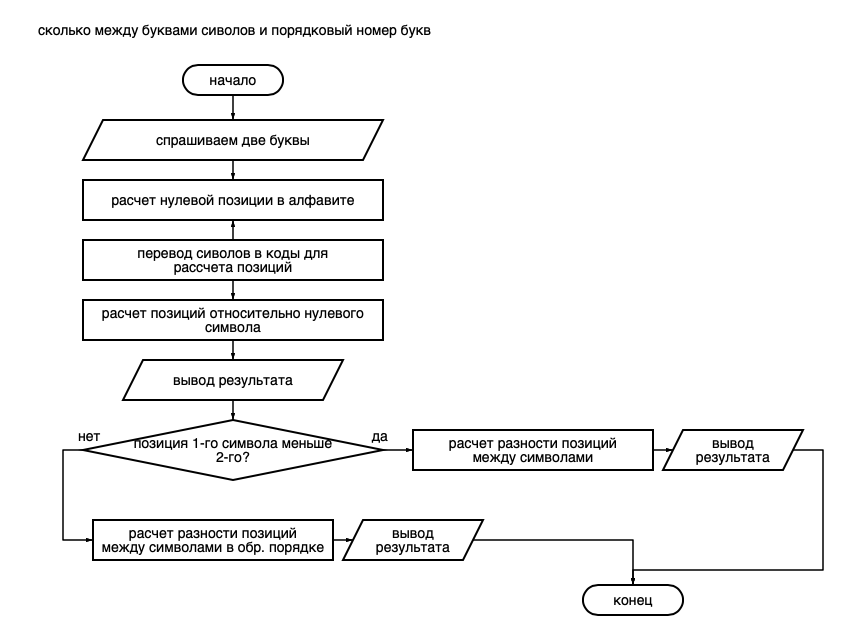 сколько между буквами сиволов и порядковый номер букв
начало
спрашиваем две буквы
расчет нулевой позиции в алфавите
перевод сиволов в коды для
рассчета позиций
расчет позиций относительно нулевого
символа
вывод результата
нет
позиция 1-го символа меньше
2-го?
да
расчет разности позиций
между символами
вывод
результата
расчет разности позиций
между символами в обр. порядке
вывод
результата
конец